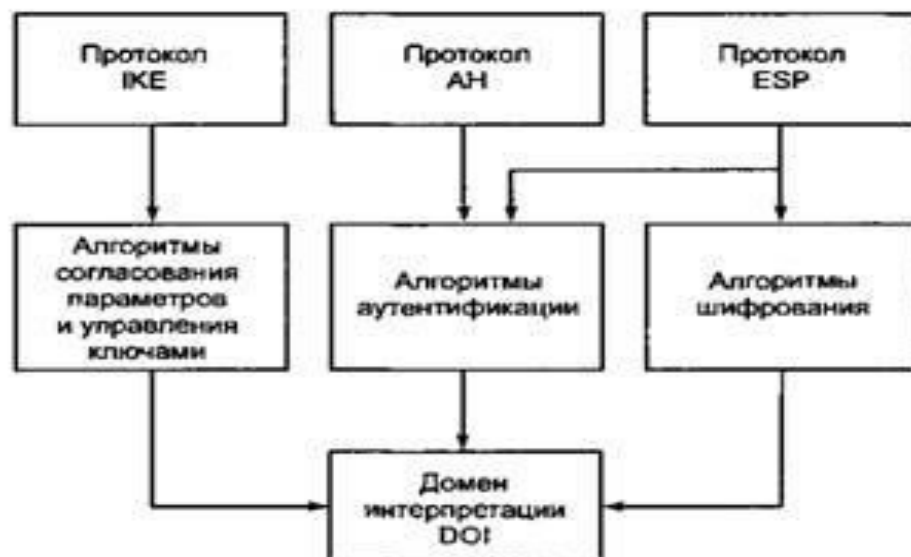 Протокол
IKE
Протокол
AH
Протокол
ESP
Алгоритмы
согласования
параметров
и управления
ключами
Алгоритмы
аутентификации
Алгоритмы
шифрования
Домен
интерпретации
DOI